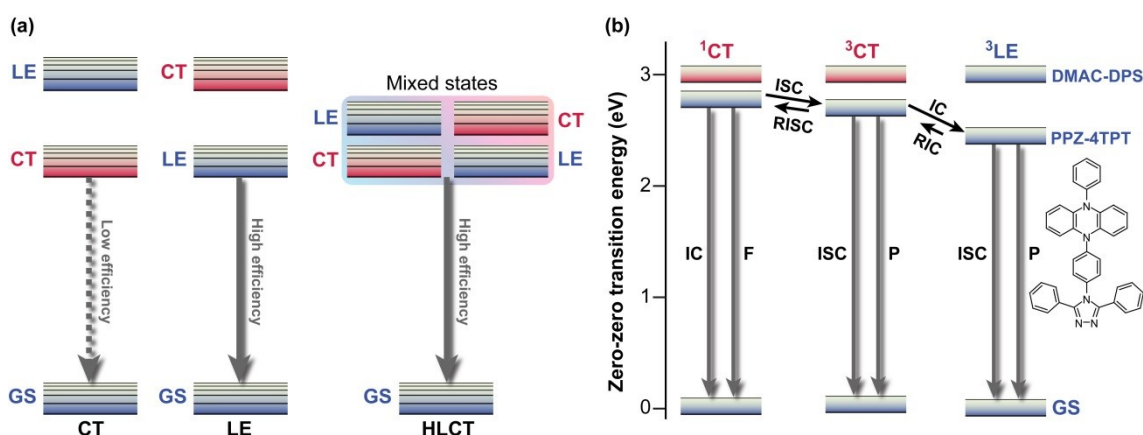 (a)
LE
CT
Low efficiency
GS
CT
CT
LE
High efficiency
GS
LE
Mixed states
LE
CT
CT
LE
High efficiency
GS
HLCT
(b)
Zero-zero transition energy (eV)
3
2
1
0
¹CT
³CT
³LE
DMAC-DPS
ISC
RISC
IC
RIC
PPZ-4TPT
IC
F
ISC
P
ISC
P
N
N
N
N-N
GS